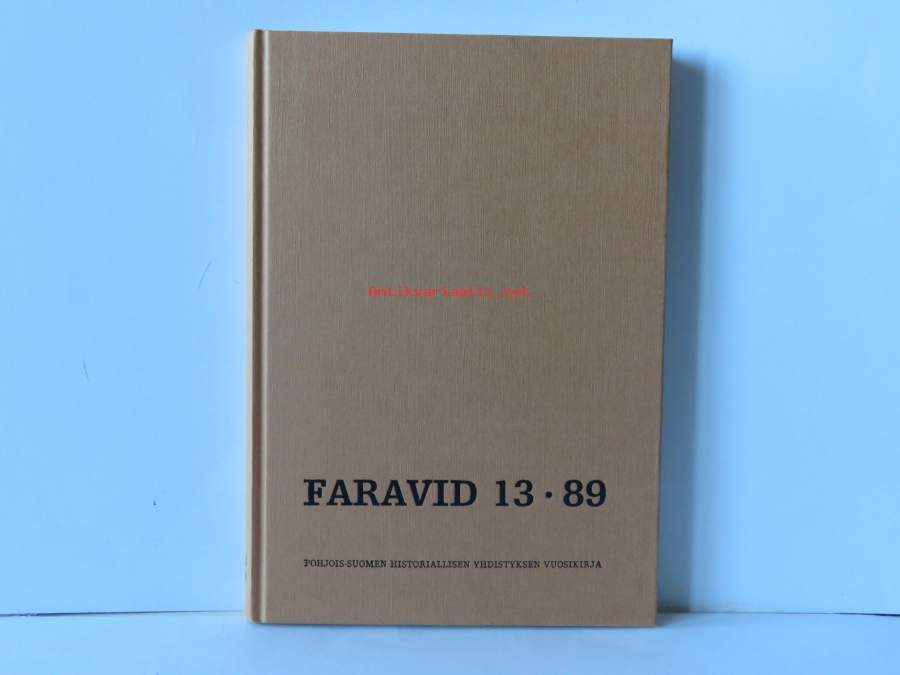 Antikvariaatti.net
FARAVID 13 · 89
POHJOIS-SUOMEN HISTORIALLISEN YHDISTYKSEN VUOSIKIRJA